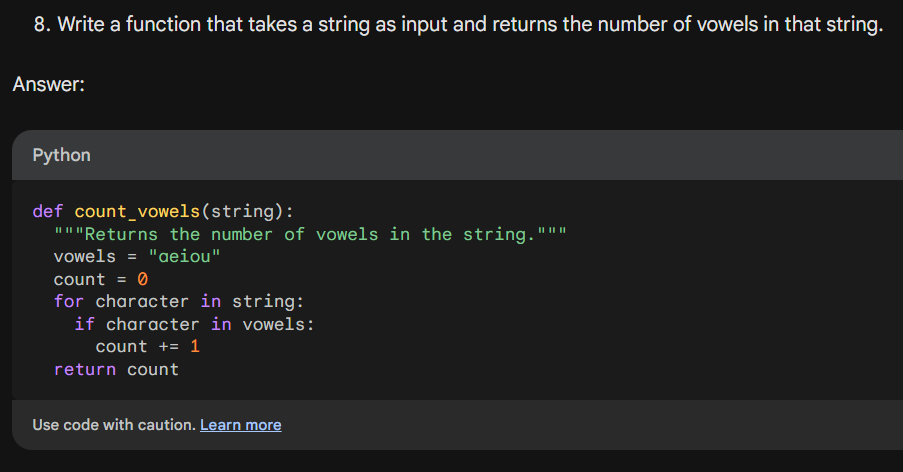 8. Write a function that takes a string as input and returns the number of vowels in that string.
Answer:
Python
def count_vowels(string):
  """Returns the number of vowels in the string."""
  vowels = "aeiou"
  count = 0
  for character in string:
    if character in vowels:
      count += 1
  return count
Use code with caution. Learn more